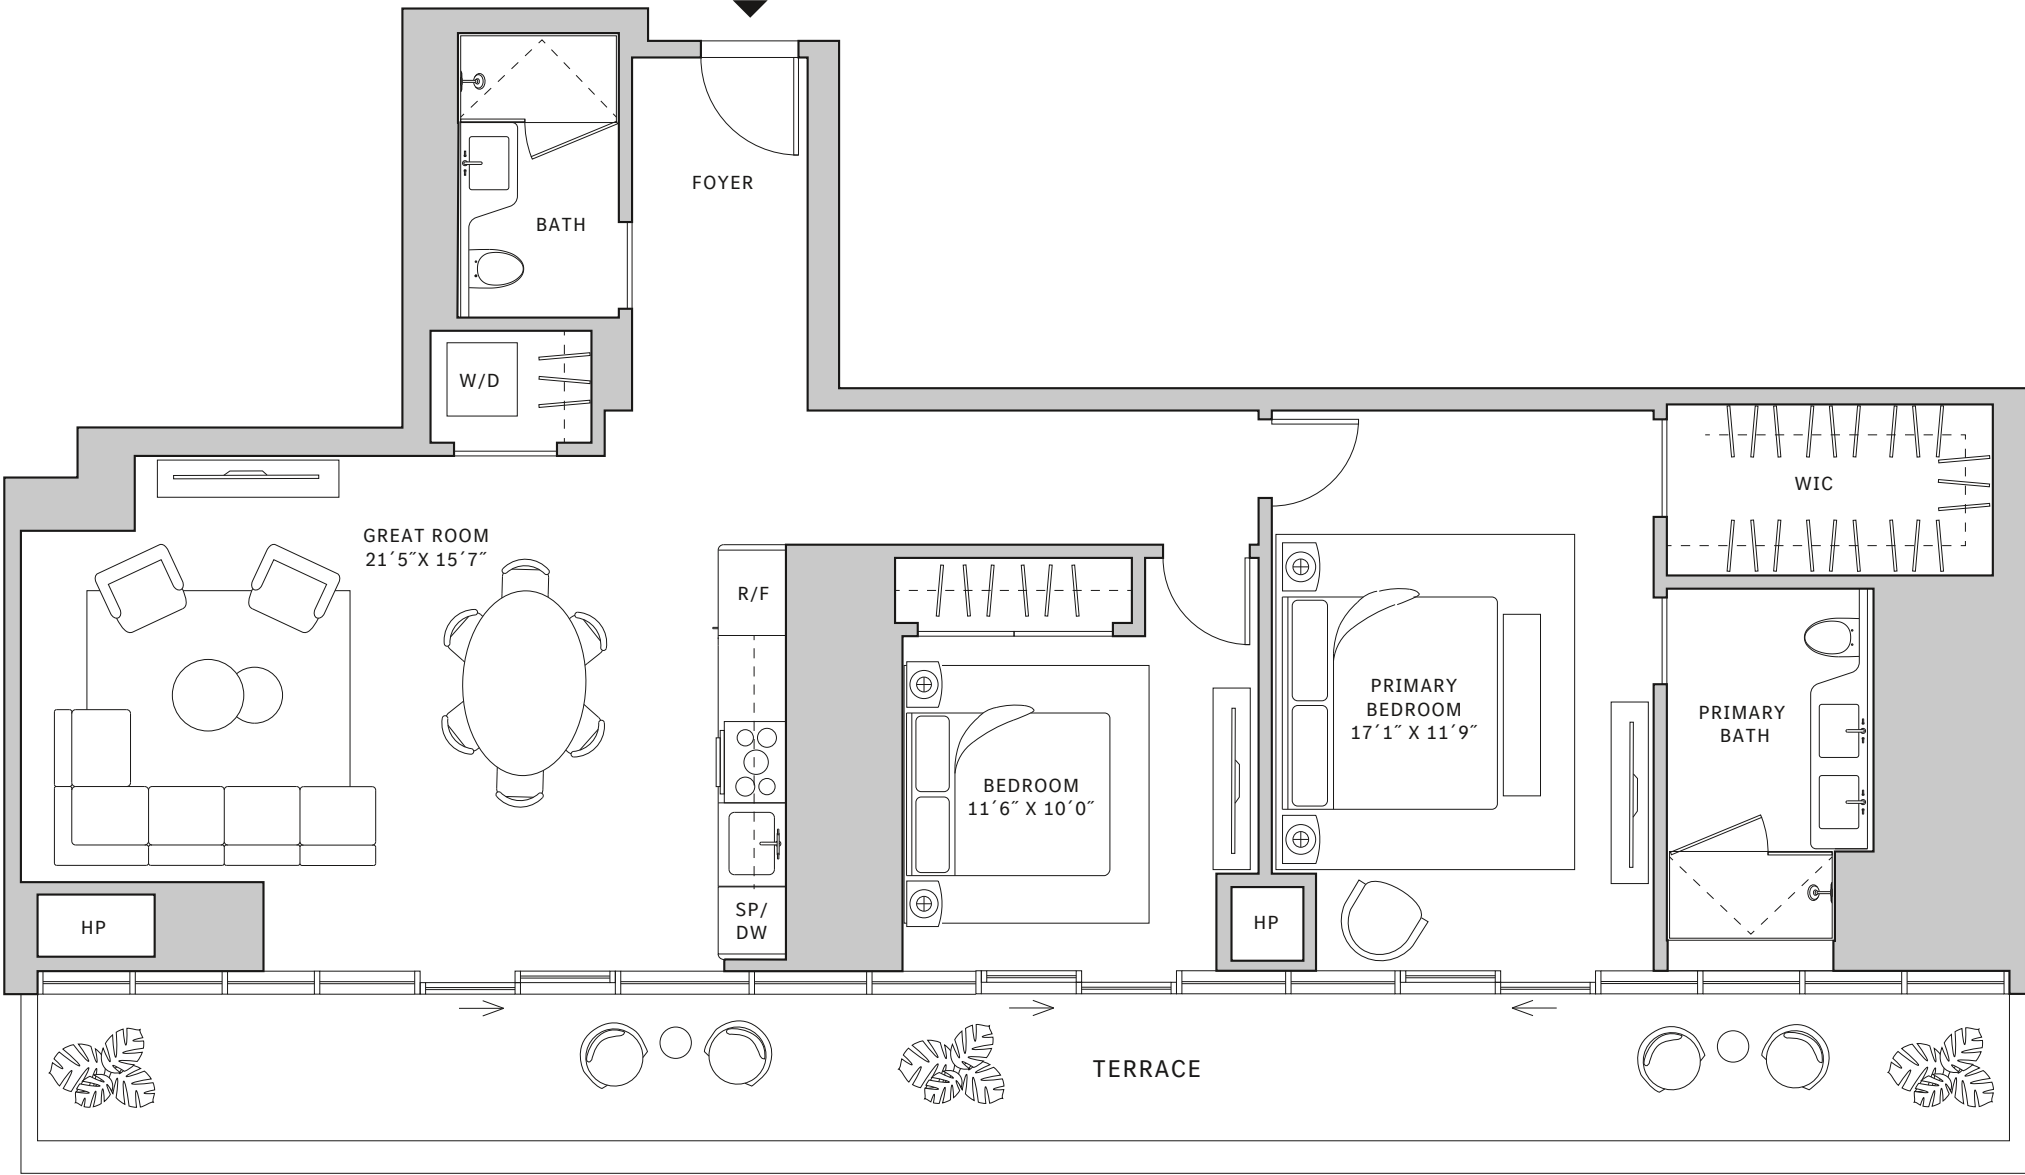 FOYER
BATH
W/D
WIC
GREAT ROOM
21´5˝X 15´7˝
R/F
PRIMARY
BEDROOM
17´1˝ X 11´9˝
PRIMARY
BATH
BEDROOM
11´6˝ X 10´0˝
SP/
DW
HP
HP
TERRACE